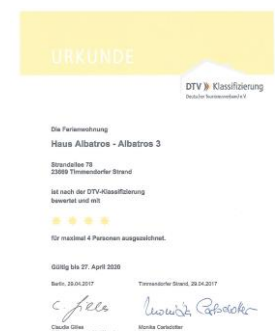 URKUNDE
DTV Klassifizierung
Deutscher Tourismusverband e.V.
Die Ferienwohnung
Haus Albatros - Albatros 3
Strandallee 78
23669 Timmendorfer Strand
ist nach der DTV-Klassifizierung
bewertet und mit
für maximal 4 Personen ausgezeichnet.
Gültig bis 27. April 2020
Berlin, 28.04.2017
Timmendorfer Strand, 28.04.2017
C. Gilles
Claudia Gilles
Monika